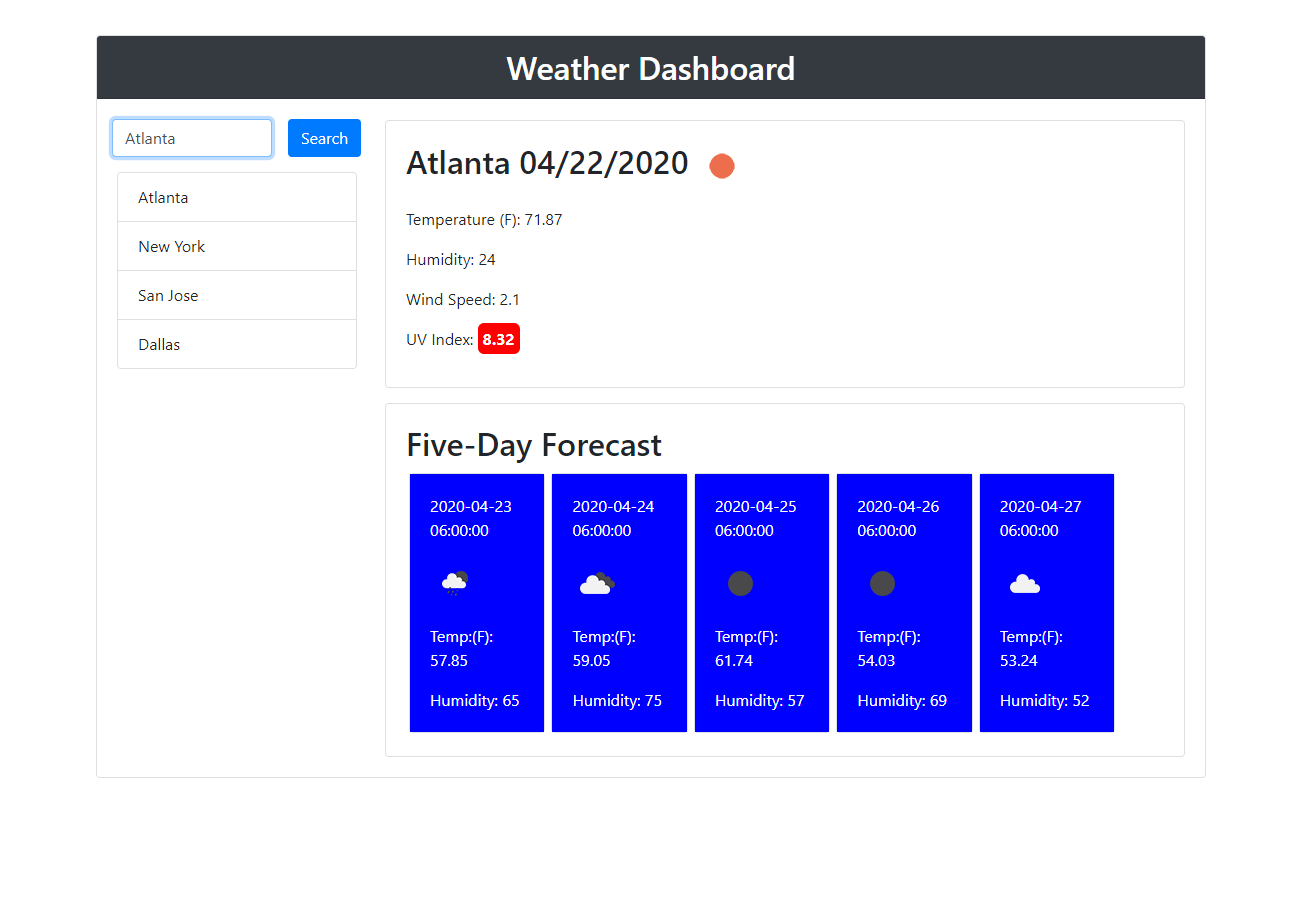 Weather Dashboard
Atlanta
Search
Atlanta
New York
San Jose
Dallas
Atlanta 04/22/2020
Temperature (F): 71.87
Humidity: 24
Wind Speed: 2.1
UV Index: 8.32
Five-Day Forecast
2020-04-23
06:00:00
Temp:(F):
57.85
Humidity: 65
2020-04-24
06:00:00
Temp:(F):
59.05
Humidity: 75
2020-04-25
06:00:00
Temp:(F):
61.74
Humidity: 57
2020-04-26
06:00:00
Temp:(F):
54.03
Humidity: 69
2020-04-27
06:00:00
Temp:(F):
53.24
Humidity: 52